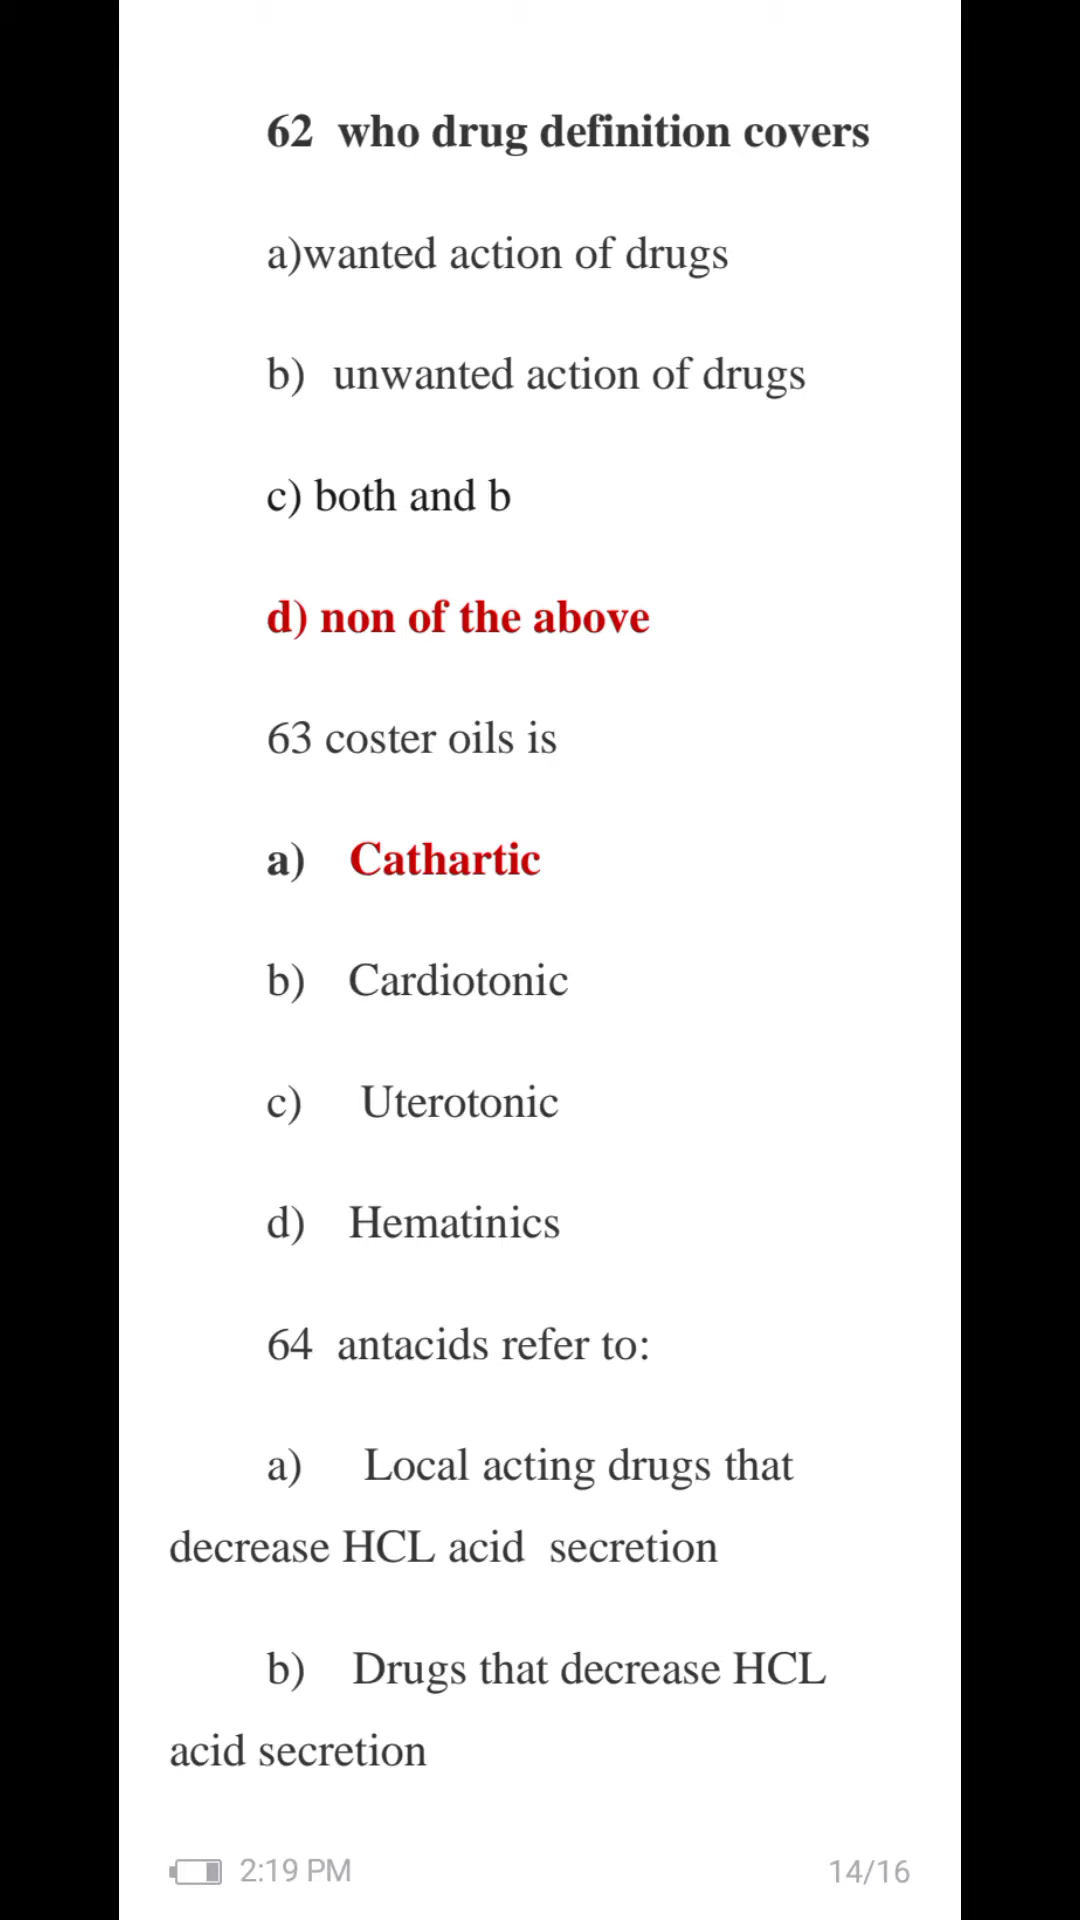 62 who drug definition covers
a)wanted action of drugs
b) unwanted action of drugs
c) both and b
d) non of the above
63 coster oils is
a) Cathartic
b) Cardiotonic
c) Uterotonic
d) Hematinics
64 antacids refer to:
a) Local acting drugs that
decrease HCL acid secretion
b) Drugs that decrease HCL
acid secretion
2:19 PM 14/16